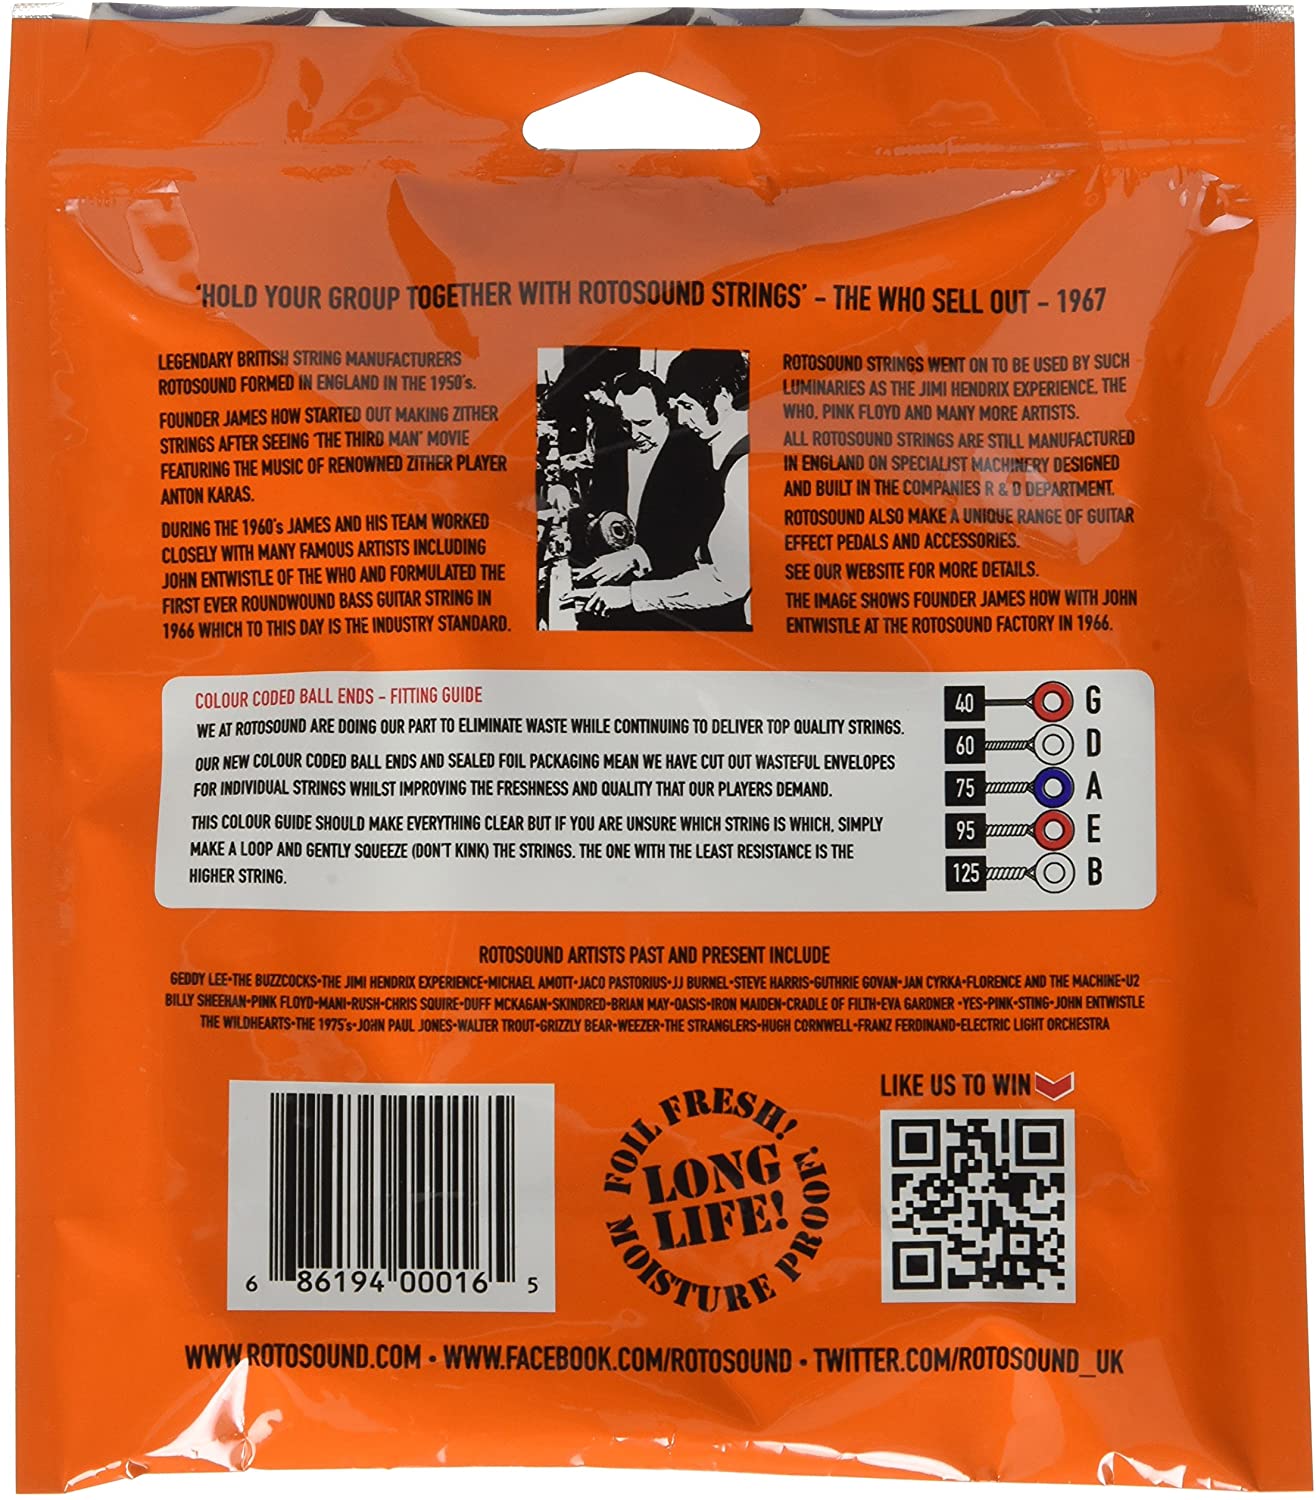 'HOLD YOUR GROUP TOGETHER WITH ROTOSOUND STRINGS' – THE WHO SELL OUT – 1967
LEGENDARY BRITISH STRING MANUFACTURERS
ROTOSOUND FORMED IN ENGLAND IN THE 1950's.
FOUNDER JAMES HOW STARTED OUT MAKING ZITHER
STRINGS AFTER SEEING 'THE THIRD MAN' MOVIE
FEATURING THE MUSIC OF RENOWNED ZITHER PLAYER
ANTON KARAS.
DURING THE 1960's JAMES AND HIS TEAM WORKED
CLOSELY WITH MANY FAMOUS ARTISTS INCLUDING
JOHN ENTWISTLE OF THE WHO AND FORMULATED THE
FIRST EVER ROUNDWOUND BASS GUITAR STRING IN
1966 WHICH TO THIS DAY IS THE INDUSTRY STANDARD.
ROTOSOUND STRINGS WENT ON TO BE USED BY SUCH
LUMINARIES AS THE JIMI HENDRIX EXPERIENCE, THE
WHO, PINK FLOYD AND MANY MORE ARTISTS.
ALL ROTOSOUND STRINGS ARE STILL MANUFACTURED
IN ENGLAND ON SPECIALIST MACHINERY DESIGNED
AND BUILT IN THE COMPANIES R & D DEPARTMENT.
ROTOSOUND ALSO MAKE A UNIQUE RANGE OF GUITAR
EFFECT PEDALS AND ACCESSORIES.
SEE OUR WEBSITE FOR MORE DETAILS.
THE IMAGE SHOWS FOUNDER JAMES HOW WITH JOHN
ENTWISTLE AT THE ROTOSOUND FACTORY IN 1966.
COLOUR CODED BALL ENDS – FITTING GUIDE
WE AT ROTOSOUND ARE DOING OUR PART TO ELIMINATE WASTE WHILE CONTINUING TO DELIVER TOP QUALITY STRINGS.
OUR NEW COLOUR CODED BALL ENDS AND SEALED FOIL PACKAGING MEAN WE HAVE CUT OUT WASTEFUL ENVELOPES
FOR INDIVIDUAL STRINGS WHILST IMPROVING THE FRESHNESS AND QUALITY THAT OUR PLAYERS DEMAND.
THIS COLOUR GUIDE SHOULD MAKE EVERYTHING CLEAR BUT IF YOU ARE UNSURE WHICH STRING IS WHICH, SIMPLY
MAKE A LOOP AND GENTLY SQUEEZE (DON'T KINK) THE STRINGS. THE ONE WITH THE LEAST RESISTANCE IS THE
HIGHER STRING.
40 G
60 D
75 A
95 E
125 B
ROTOSOUND ARTISTS PAST AND PRESENT INCLUDE
GEDDY LEE•THE BUZZCOCKS•THE JIMI HENDRIX EXPERIENCE•MICHAEL AMOTT•JACO PASTORIUS•JJ BURNEL•STEVE HARRIS•GUTHRIE GOVAN•JAN CYRKA•FLORENCE AND THE MACHINE•U2
BILLY SHEEHAN•PINK FLOYD•MANI•RUSH•CHRIS SQUIRE•DUFF MCKAGAN•SKINDRED•BRIAN MAY•OASIS•IRON MAIDEN•CRADLE OF FILTH•EVA GARDNER •YES•PINK•STING•JOHN ENTWISTLE
THE WILDHEARTS•THE 1975's•JOHN PAUL JONES•WALTER TROUT•GRIZZLY BEAR•WEEZER•THE STRANGLERS•HUGH CORNWELL•FRANZ FERDINAND•ELECTRIC LIGHT ORCHESTRA
6 86194 00016 5
FOIL FRESH!
LONG
LIFE!
MOISTURE PROOF!
LIKE US TO WIN
WWW.ROTOSOUND.COM • WWW.FACEBOOK.COM/ROTOSOUND • TWITTER.COM/ROTOSOUND_UK